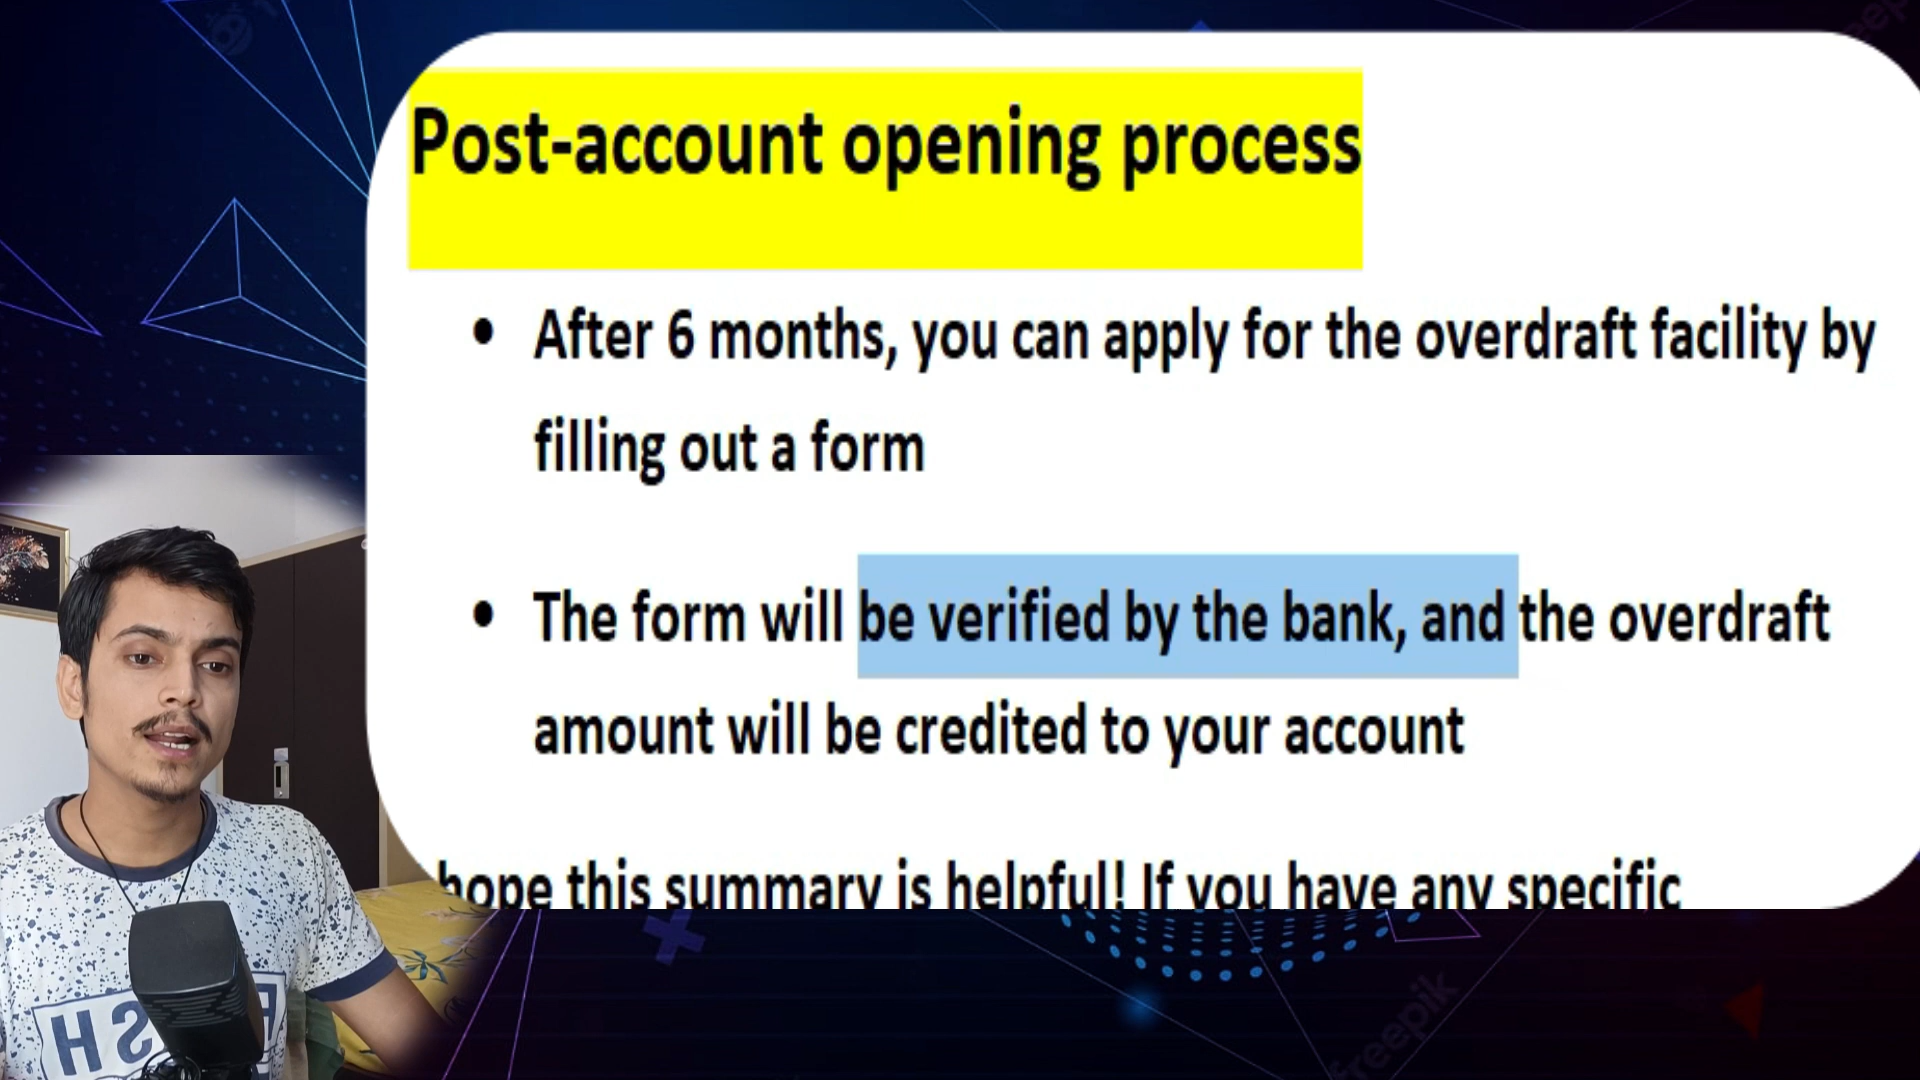 Post-account opening process
• After 6 months, you can apply for the overdraft facility by
filling out a form
• The form will be verified by the bank, and the overdraft
amount will be credited to your account
hope this summary is helpful! If you have any specific
freepik